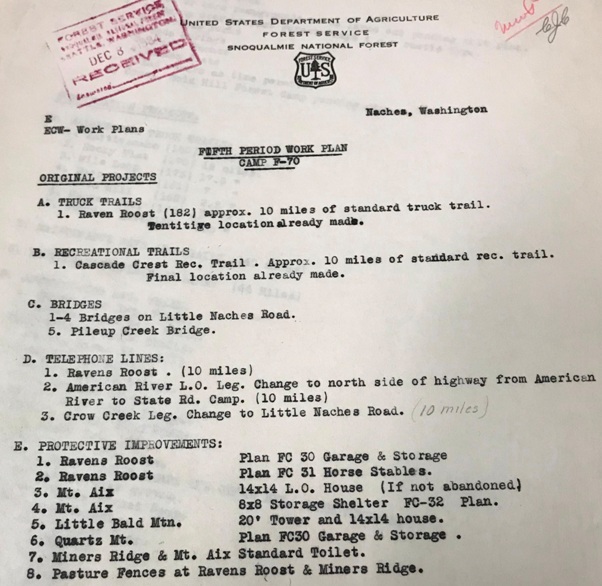 FOREST SERVICE
DEC 8
RECEIVED
UNITED STATES DEPARTMENT OF AGRICULTURE
FOREST SERVICE
SNOQUALMIE NATIONAL FOREST
FOREST SERVICE
US
DEPARTMENT OF AGRICULTURE
Naches, Washington
E
ECW- Work Plans
FIFTH PERIOD WORK PLAN
CAMP F-70
ORIGINAL PROJECTS
A. TRUCK TRAILS
1. Raven Roost (182) approx. 10 miles of standard truck trail.
Tentitive location already made.
B. RECREATIONAL TRAILS
1. Cascade Crest Rec. Trail . Approx. 10 miles of standard rec. trail.
Final location already made.
C. BRIDGES
1-4 Bridges on Little Naches Road.
5. Pileup Creek Bridge.
D. TELEPHONE LINES:
1. Ravens Roost . (10 miles)
2. American River L.O. Leg. Change to north side of highway from American
River to State Rd. Camp. (10 miles)
3. Crow Creek Leg. Change to Little Naches Road. (10 miles)
E. PROTECTIVE IMPROVEMENTS:
1. Ravens Roost Plan FC 30 Garage & Storage
2. Ravens Roost Plan FC 31 Horse Stables.
3. Mt. Aix 14x14 L.O. House (If not abandoned)
4. Mt. Aix 8x8 Storage Shelter FC-32 Plan.
5. Little Bald Mtn. 20' Tower and 14x14 house.
6. Quartz Mt. Plan FC30 Garage & Storage .
7. Miners Ridge & Mt. Aix Standard Toilet.
8. Pasture Fences at Ravens Roost & Miners Ridge.